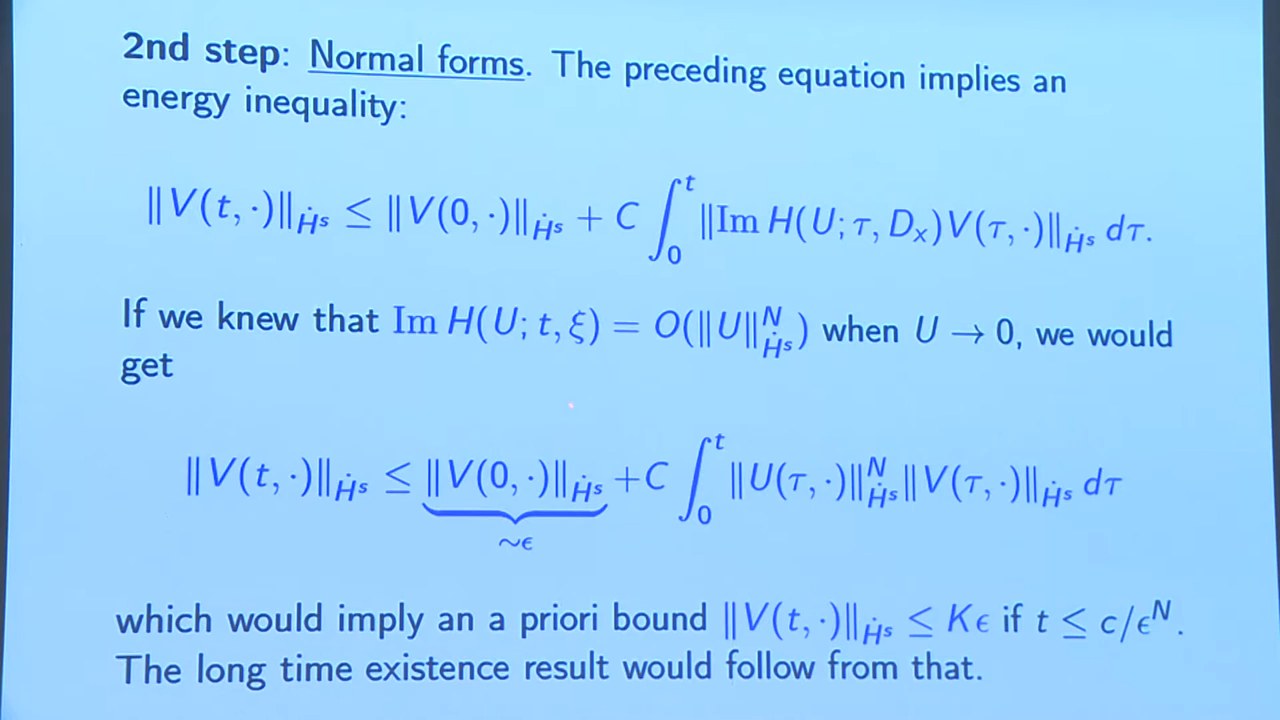 2nd step: Normal forms. The preceding equation implies an
energy inequality:
‖V(t, ·)‖_{Ḣ^s} ≤ ‖V(0, ·)‖_{Ḣ^s} + C ∫_0^t ‖Im H(U; τ, D_x)V(τ, ·)‖_{Ḣ^s} dτ.
If we knew that Im H(U; t, ξ) = O(‖U‖^N_{Ḣ^s}) when U → 0, we would
get
‖V(t, ·)‖_{Ḣ^s} ≤ ‖V(0, ·)‖_{Ḣ^s} + C ∫_0^t ‖U(τ, ·)‖^N_{Ḣ^s} ‖V(τ, ·)‖_{Ḣ^s} dτ
∼ϵ
which would imply an a priori bound ‖V(t, ·)‖_{Ḣ^s} ≤ Kϵ if t ≤ c/ϵ^N.
The long time existence result would follow from that.